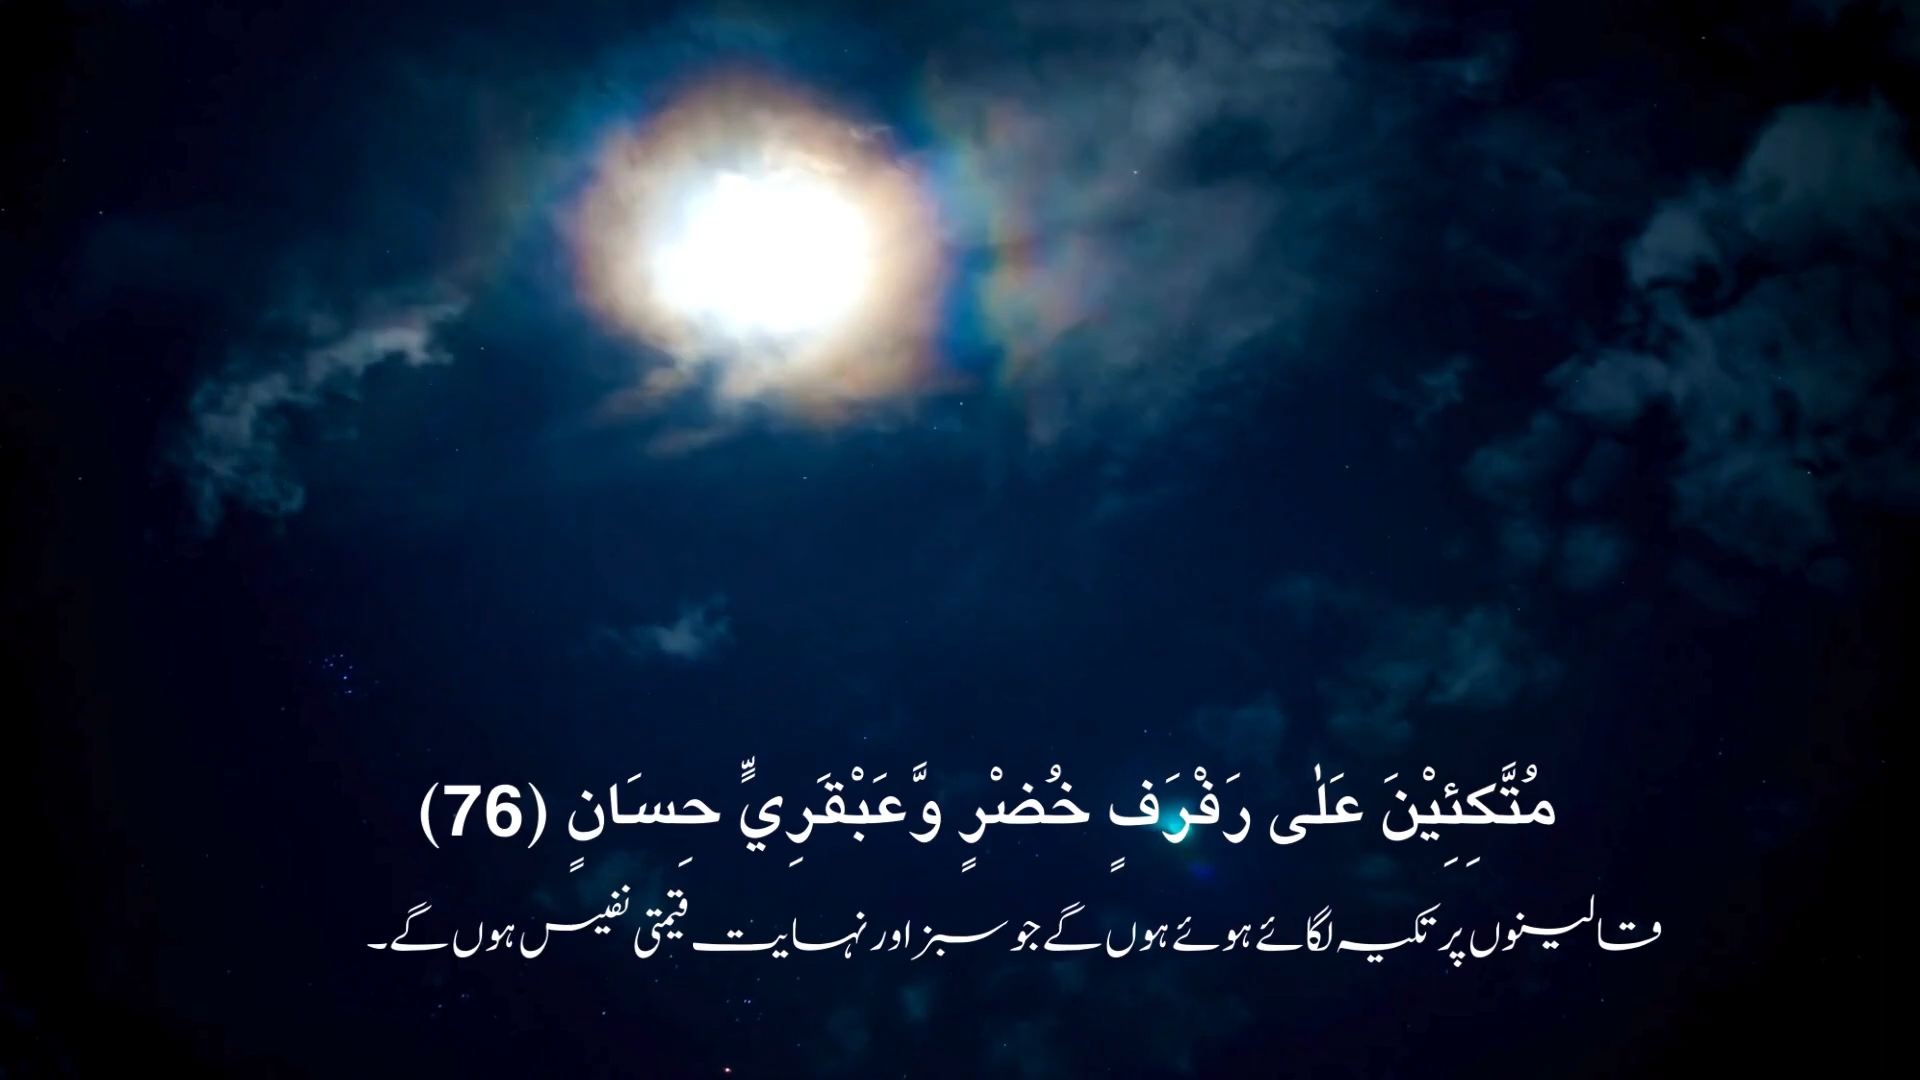 مُتَّكِئِيْنَ عَلٰى رَفْرَفٍ خُضْرٍ وَّعَبْقَرِيٍّ حِسَانٍ (76)
قالینوں پر تکیہ لگائے ہوئے ہوں گے جو سبز اور نہایت قیمتی نفیس ہوں گے۔